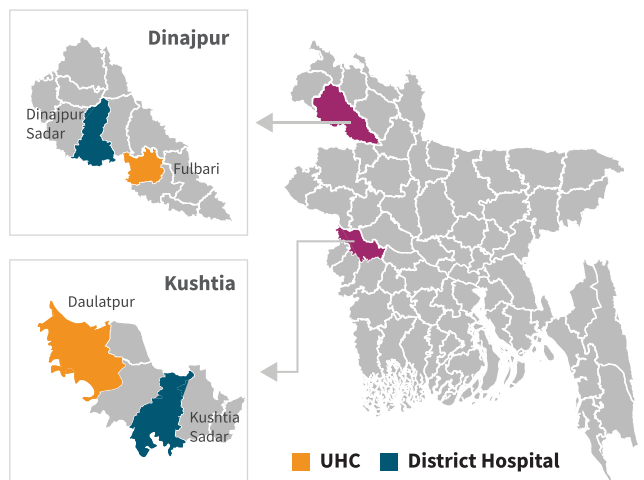 Dinajpur
Dinajpur
Sadar
Fulbari
Kushtia
Daulatpur
Kushtia
Sadar
UHC
District Hospital